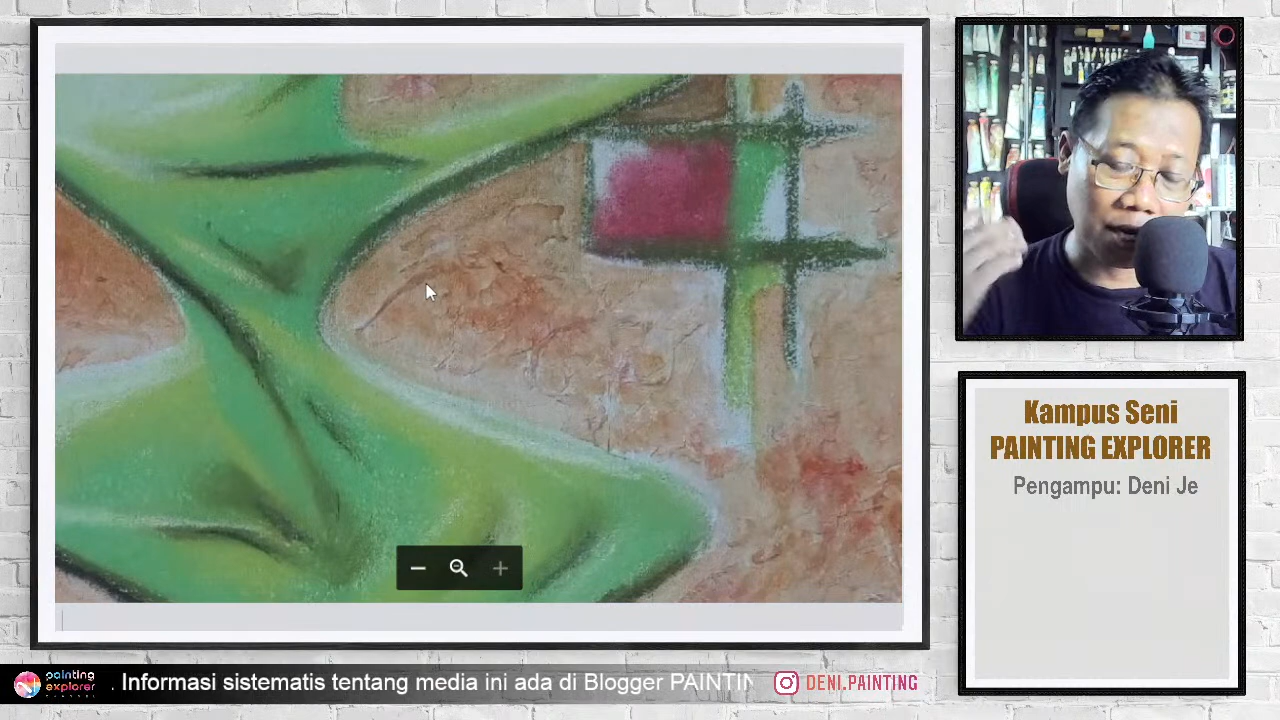 Kampus Seni
PAINTING EXPLORER
Pengampu: Deni Je
painting
explorer
CHANNEL
. Informasi sistematis tentang media ini ada di Blogger
DENI.PAINTING